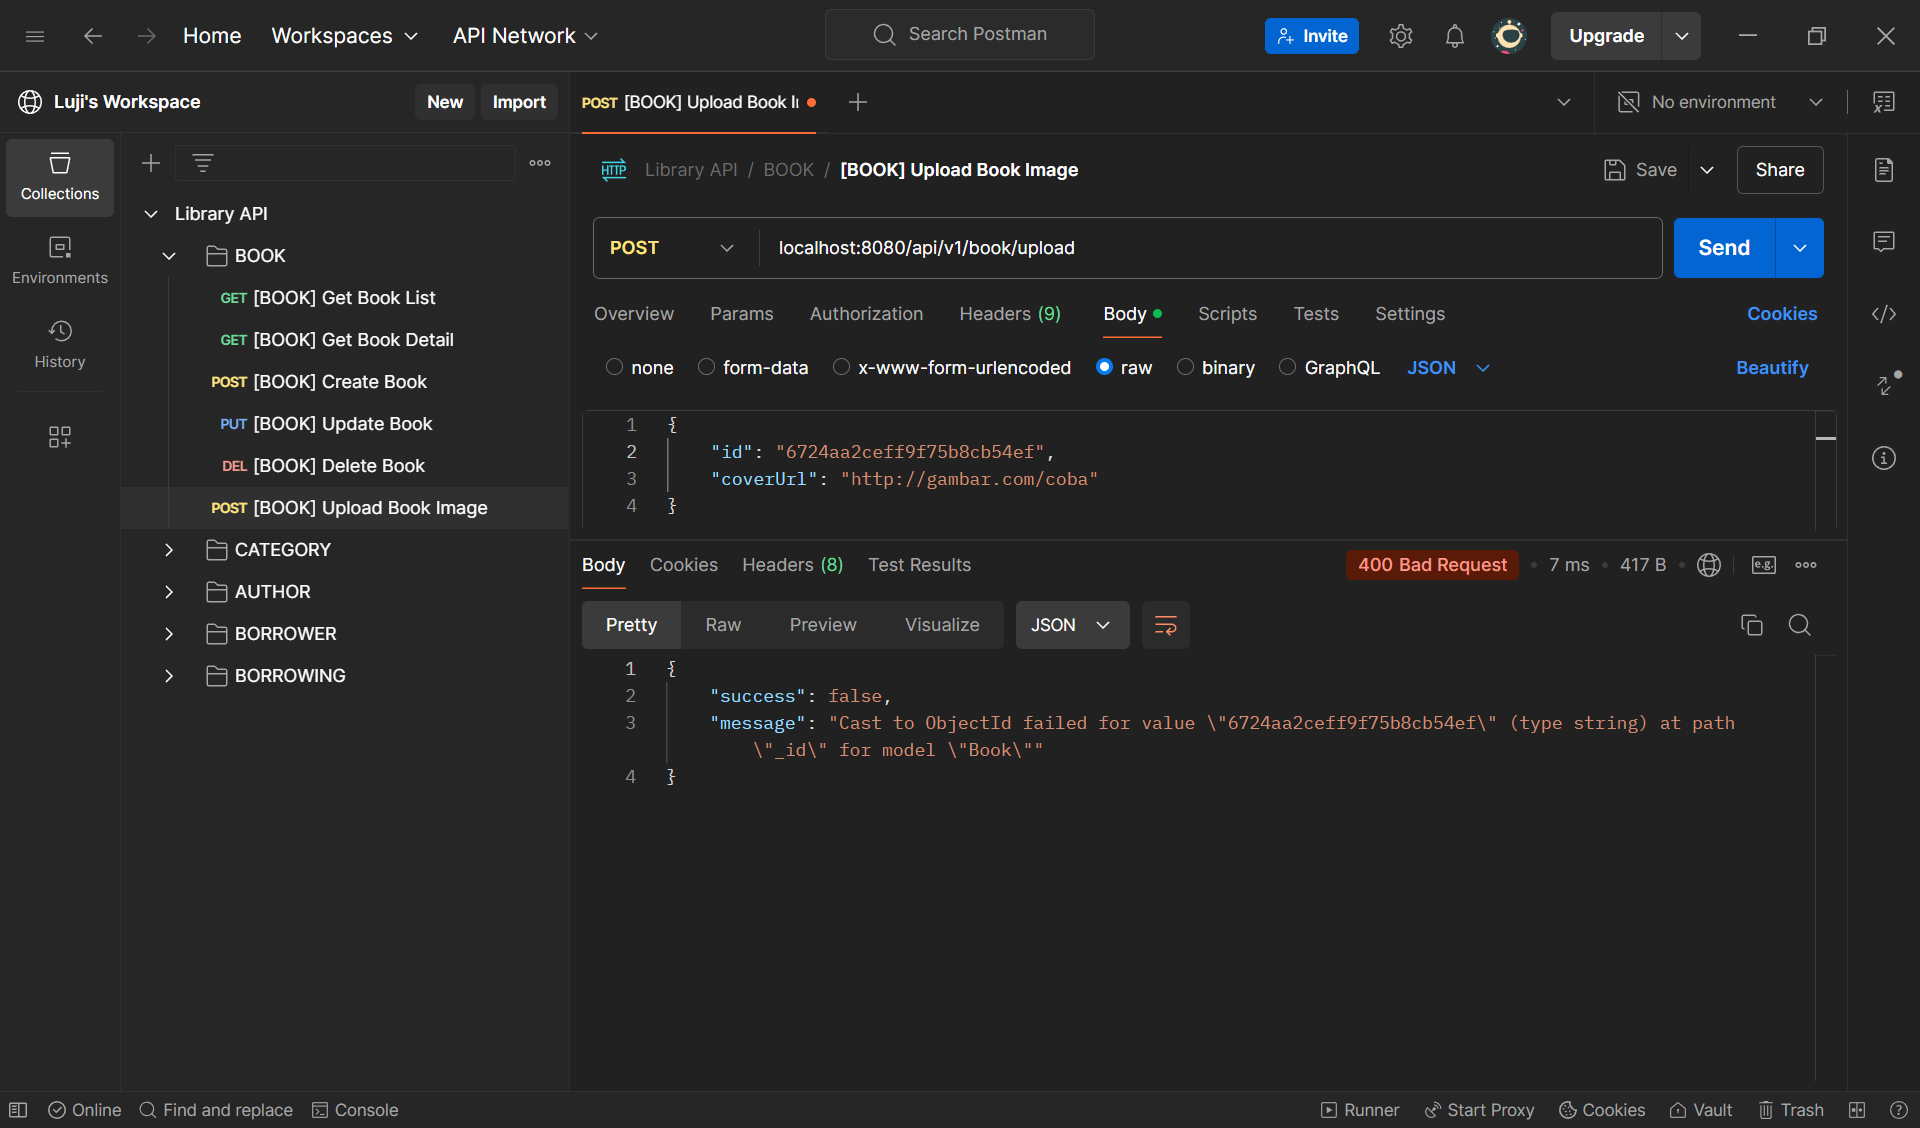 Home Workspaces API Network Search Postman Invite Upgrade
Luji's Workspace New Import
POST [BOOK] Upload Book I No environment
Collections
Environments
History
Library API
BOOK
GET [BOOK] Get Book List
GET [BOOK] Get Book Detail
POST [BOOK] Create Book
PUT [BOOK] Update Book
DEL [BOOK] Delete Book
POST [BOOK] Upload Book Image
CATEGORY
AUTHOR
BORROWER
BORROWING
HTTP Library API / BOOK / [BOOK] Upload Book Image Save Share
POST localhost:8080/api/v1/book/upload Send
Overview Params Authorization Headers (9) Body Scripts Tests Settings Cookies
none form-data x-www-form-urlencoded raw binary GraphQL JSON Beautify
1 {
2 "id": "6724aa2ceff9f75b8cb54ef",
3 "coverUrl": "http://gambar.com/coba"
4 }
Body Cookies Headers (8) Test Results 400 Bad Request • 7 ms • 417 B • e.g.
Pretty Raw Preview Visualize JSON
1 {
2 "success": false,
3 "message": "Cast to ObjectId failed for value \"6724aa2ceff9f75b8cb54ef\" (type string) at path
\"_id\" for model \"Book\""
4 }
Online Find and replace Console Runner Start Proxy Cookies Vault Trash